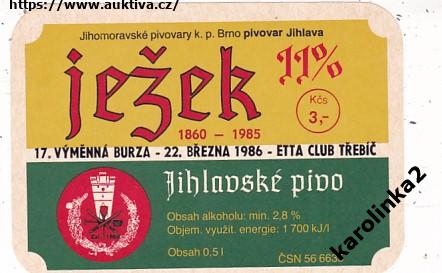 https://www.auktiva.cz/
Jihomoravské pivovary k. p. Brno pivovar Jihlava
ježek
11%
Kčs
3,-
1860 – 1985
17. VÝMĚNNÁ BURZA - 22. BŘEZNA 1986 - ETTA CLUB TŘEBÍČ
Jihlavské pivo
Obsah alkoholu: min. 2,8 %
Objem. využit. energie: 1 700 kJ/l
Obsah 0,5 l
ČSN 56 663
karolinka2